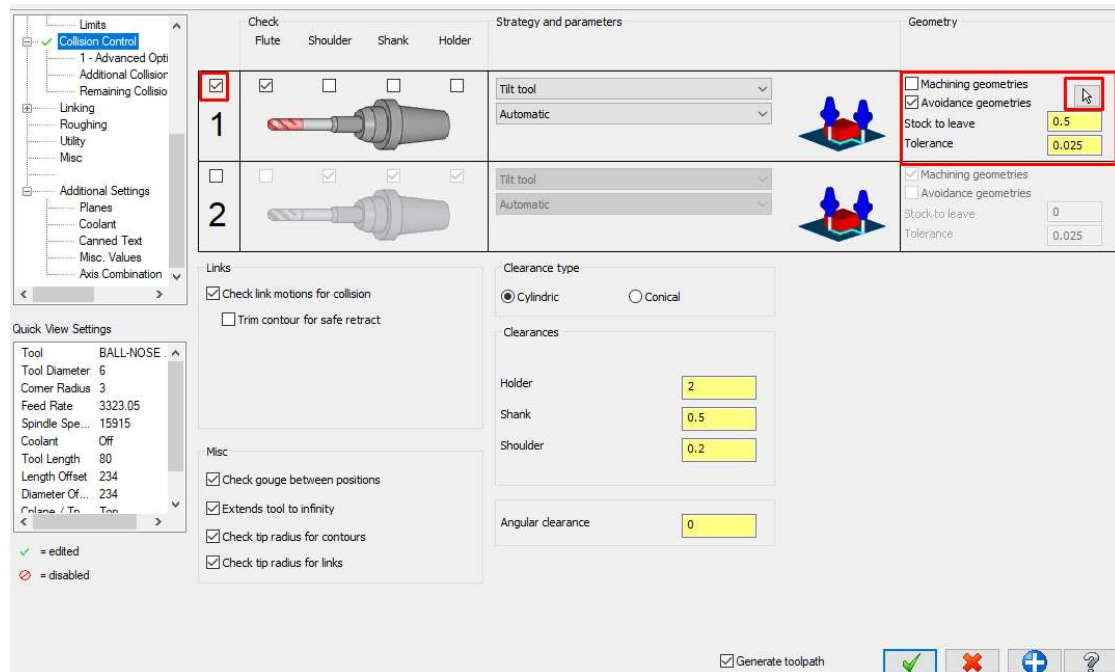 Limits
Collision Control
1 - Advanced Opti
Additional Collision
Remaining Collisio
Linking
Roughing
Utility
Misc
Additional Settings
Planes
Coolant
Canned Text
Misc. Values
Axis Combination
Quick View Settings
Tool BALL-NOSE .
Tool Diameter 6
Corner Radius 3
Feed Rate 3323.05
Spindle Spe... 15915
Coolant Off
Tool Length 80
Length Offset 234
Diameter Of... 234
Cplane / Tp Top
= edited
= disabled
Check
Flute Shoulder Shank Holder
Strategy and parameters
Geometry
1
Tilt tool
Automatic
Machining geometries
Avoidance geometries
Stock to leave 0.5
Tolerance 0.025
2
Tilt tool
Automatic
Machining geometries
Avoidance geometries
Stock to leave 0
Tolerance 0.025
Links
Check link motions for collision
Trim contour for safe retract
Misc
Check gouge between positions
Extends tool to infinity
Check tip radius for contours
Check tip radius for links
Clearance type
Cylindric Conical
Clearances
Holder 2
Shank 0.5
Shoulder 0.2
Angular clearance 0
Generate toolpath